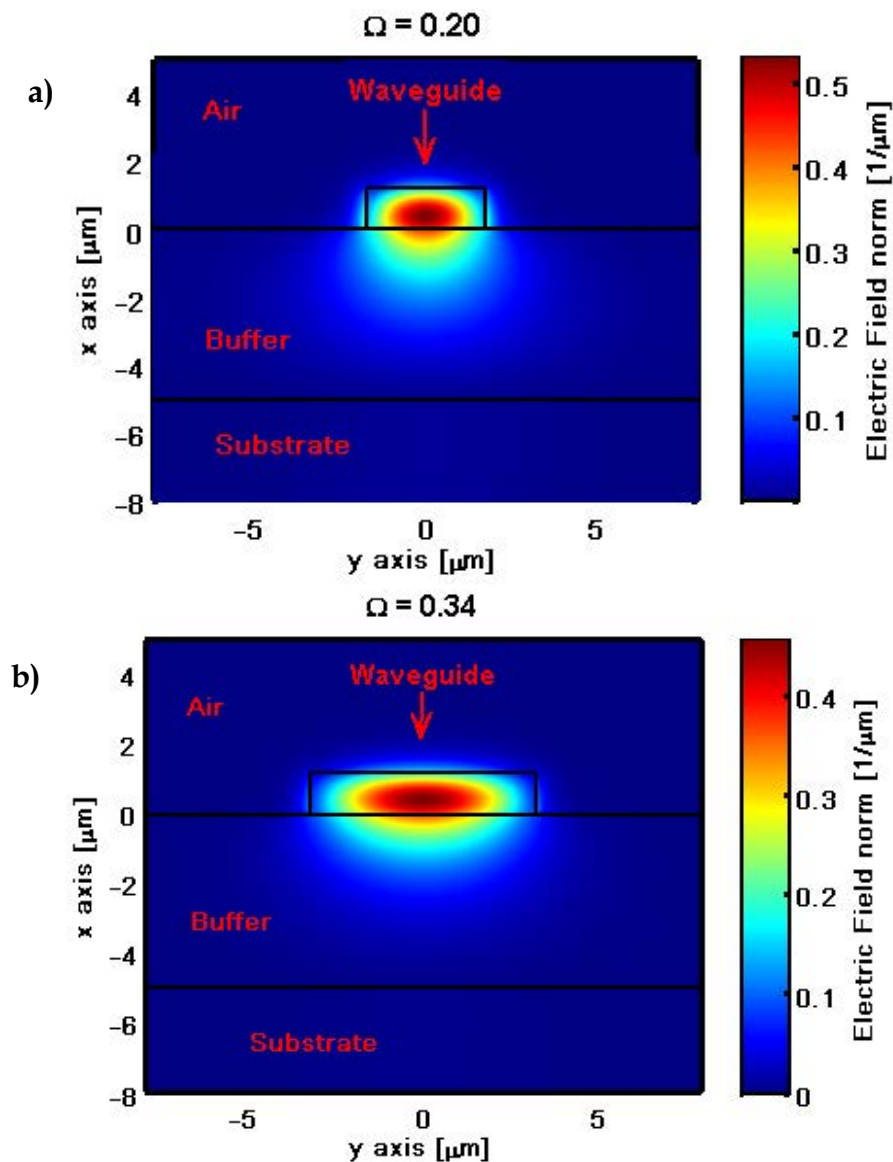 a)
Ω = 0.20
Air
Waveguide
Buffer
Substrate
4
2
0
−2
−4
−6
−8
x axis [μm]
−5
0
5
y axis [μm]
0.5
0.4
0.3
0.2
0.1
Electric Field norm [1/μm]
b)
Ω = 0.34
Air
Waveguide
Buffer
Substrate
4
2
0
−2
−4
−6
−8
x axis [μm]
−5
0
5
y axis [μm]
0.4
0.3
0.2
0.1
0
Electric Field norm [1/μm]